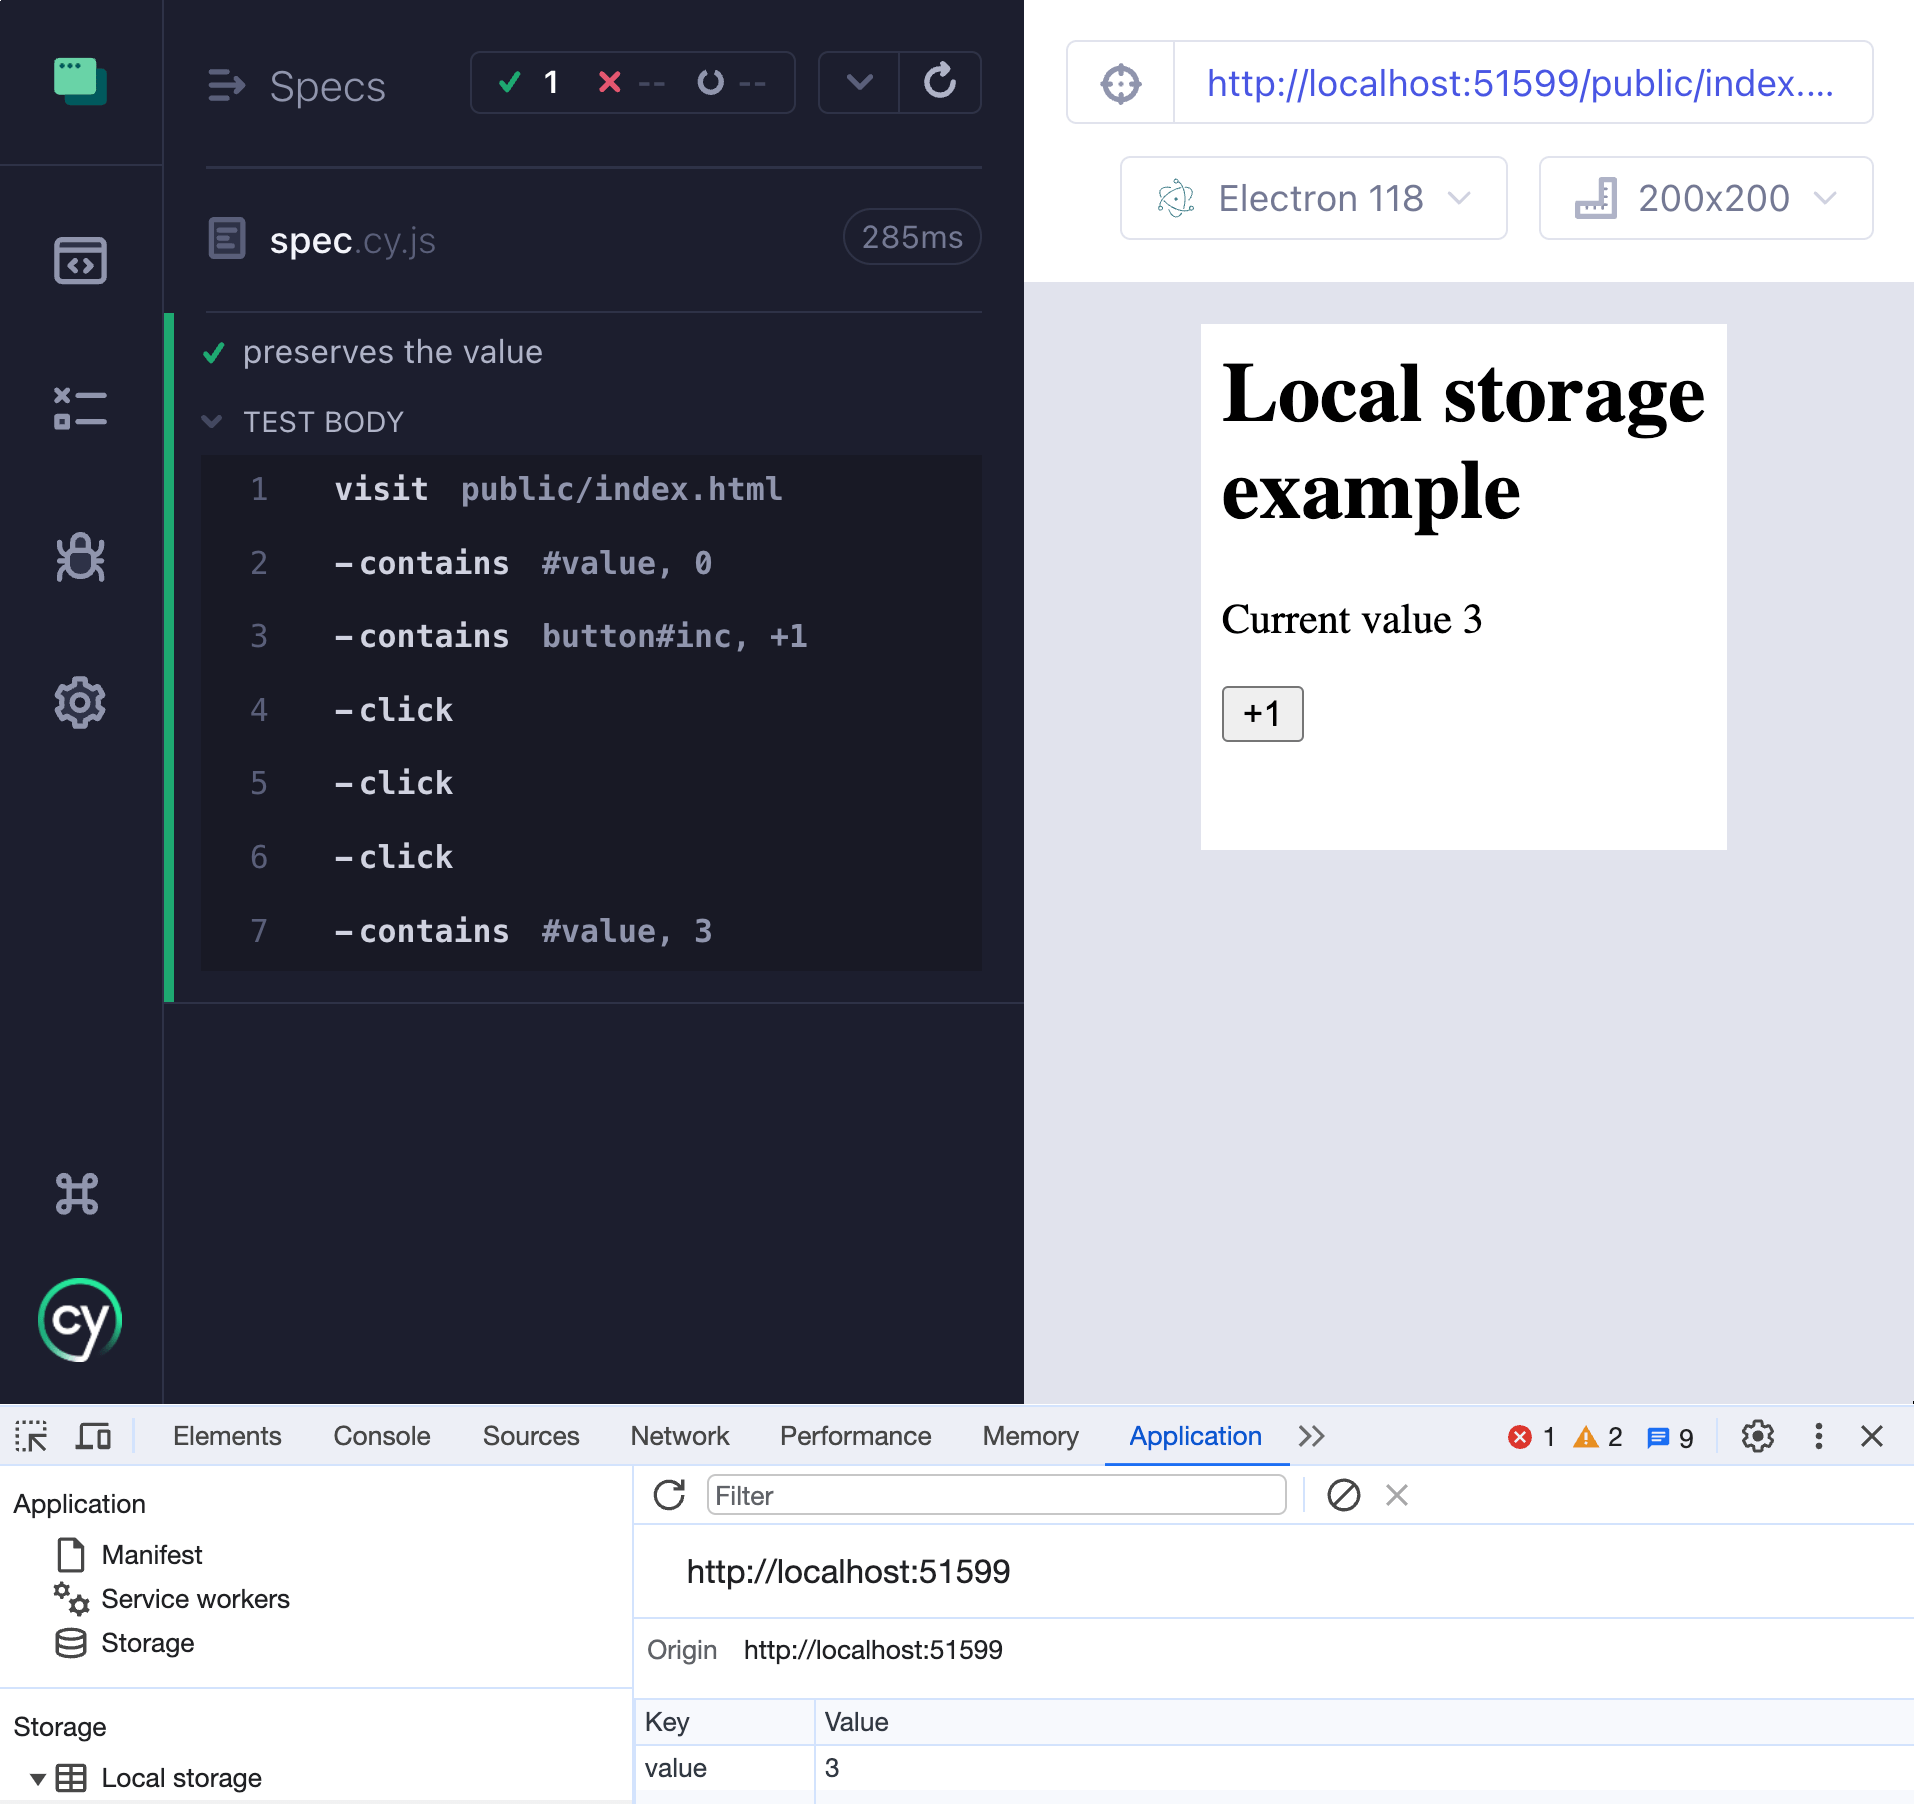 Specs
1 -- --
spec.cy.js
285ms
preserves the value
TEST BODY
1 visit public/index.html
2 -contains #value, 0
3 -contains button#inc, +1
4 -click
5 -click
6 -click
7 -contains #value, 3
cy
http://localhost:51599/public/index....
Electron 118
200x200
Local storage
example
Current value 3
+1
Elements Console Sources Network Performance Memory Application
1 2 9
Application
Manifest
Service workers
Storage
Storage
Local storage
Filter
http://localhost:51599
Origin http://localhost:51599
Key Value
value 3